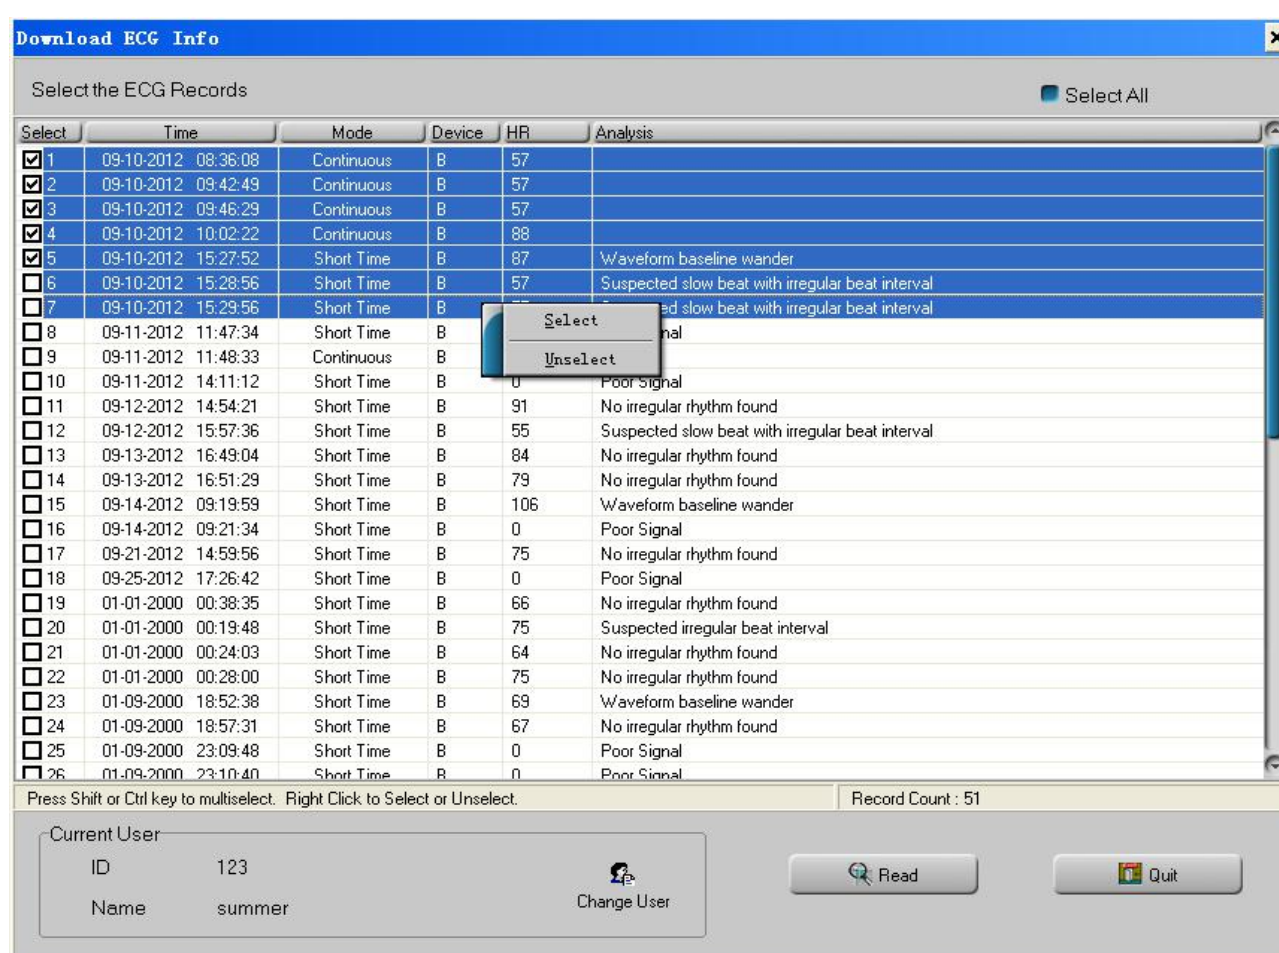 Download ECG Info
Select the ECG Records
Select All
Select Time Mode Device HR Analysis
1 09-10-2012 08:36:08 Continuous B 57
2 09-10-2012 09:42:49 Continuous B 57
3 09-10-2012 09:46:29 Continuous B 57
4 09-10-2012 10:02:22 Continuous B 88
5 09-10-2012 15:27:52 Short Time B 87 Waveform baseline wander
6 09-10-2012 15:28:56 Short Time B 57 Suspected slow beat with irregular beat interval
7 09-10-2012 15:29:56 Short Time B slow beat with irregular beat interval
Select
8 09-11-2012 11:47:34 Short Time B
Unselect
9 09-11-2012 11:48:33 Continuous B
10 09-11-2012 14:11:12 Short Time B 0 Poor Signal
11 09-12-2012 14:54:21 Short Time B 91 No irregular rhythm found
12 09-12-2012 15:57:36 Short Time B 55 Suspected slow beat with irregular beat interval
13 09-13-2012 16:49:04 Short Time B 84 No irregular rhythm found
14 09-13-2012 16:51:29 Short Time B 79 No irregular rhythm found
15 09-14-2012 09:19:59 Short Time B 106 Waveform baseline wander
16 09-14-2012 09:21:34 Short Time B 0 Poor Signal
17 09-21-2012 14:59:56 Short Time B 75 No irregular rhythm found
18 09-25-2012 17:26:42 Short Time B 0 Poor Signal
19 01-01-2000 00:38:35 Short Time B 66 No irregular rhythm found
20 01-01-2000 00:19:48 Short Time B 75 Suspected irregular beat interval
21 01-01-2000 00:24:03 Short Time B 64 No irregular rhythm found
22 01-01-2000 00:28:00 Short Time B 75 No irregular rhythm found
23 01-09-2000 18:52:38 Short Time B 69 Waveform baseline wander
24 01-09-2000 18:57:31 Short Time B 67 No irregular rhythm found
25 01-09-2000 23:09:48 Short Time B 0 Poor Signal
26 01-09-2000 23:10:40 Short Time B 0 Poor Signal
Press Shift or Ctrl key to multiselect. Right Click to Select or Unselect. Record Count : 51
Current User
ID 123
Name summer
Change User
Read
Quit